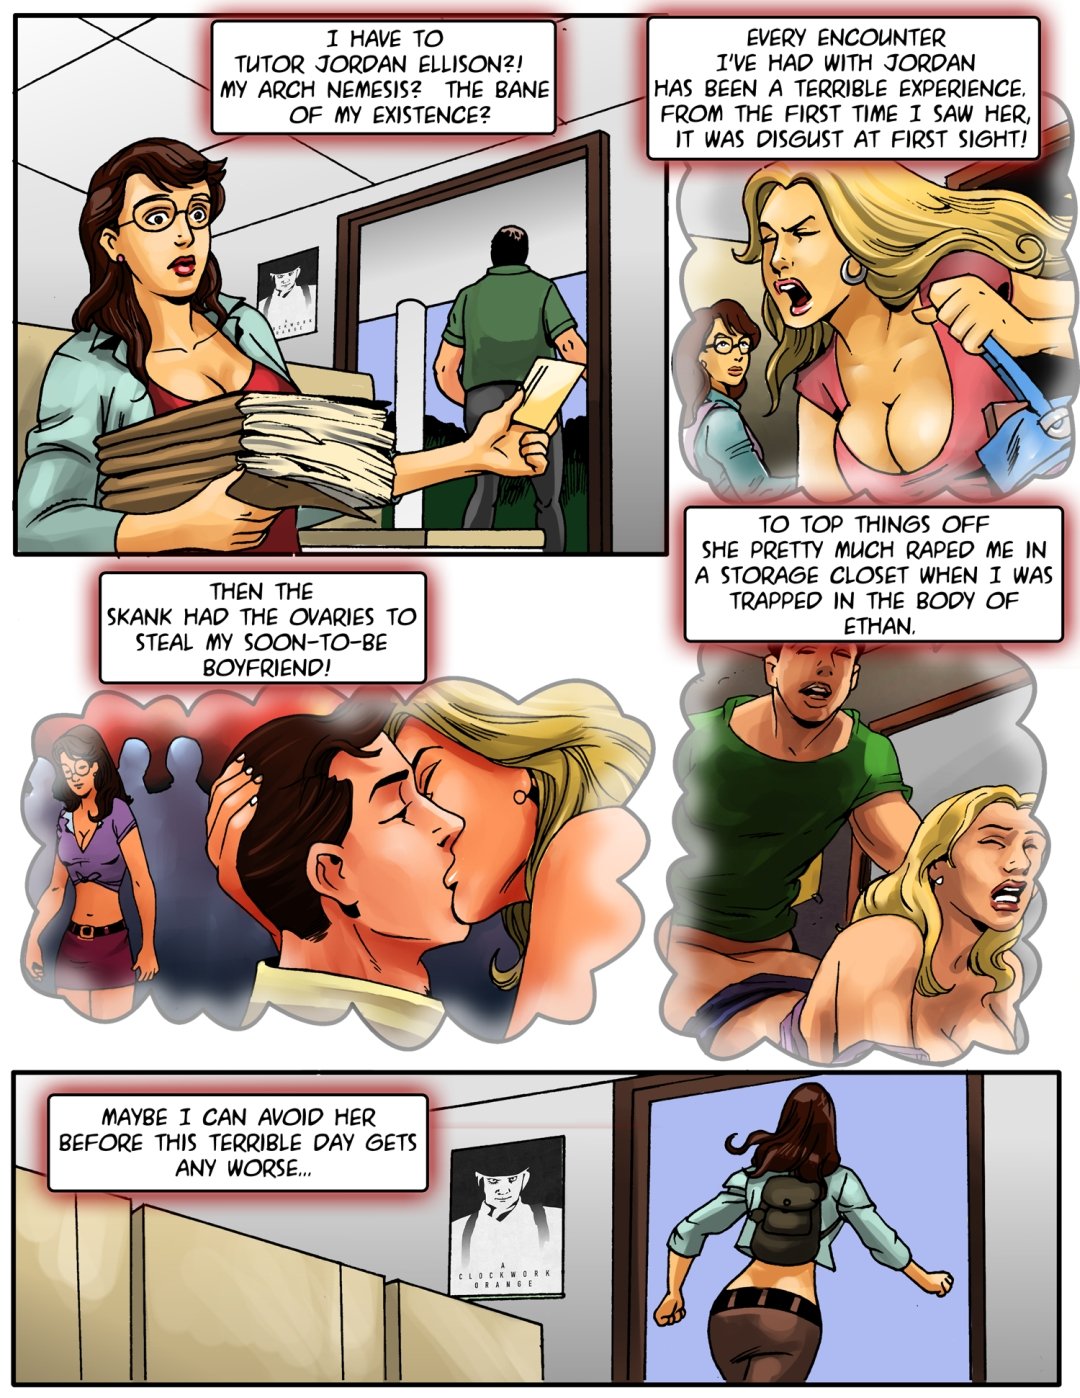 I HAVE TO
TUTOR JORDAN ELLISON?!
MY ARCH NEMESIS? THE BANE
OF MY EXISTENCE?
EVERY ENCOUNTER
I'VE HAD WITH JORDAN
HAS BEEN A TERRIBLE EXPERIENCE.
FROM THE FIRST TIME I SAW HER,
IT WAS DISGUST AT FIRST SIGHT!
A
CLOCKWORK
ORANGE
THEN THE
SKANK HAD THE OVARIES TO
STEAL MY SOON-TO-BE
BOYFRIEND!
TO TOP THINGS OFF
SHE PRETTY MUCH RAPED ME IN
A STORAGE CLOSET WHEN I WAS
TRAPPED IN THE BODY OF
ETHAN.
MAYBE I CAN AVOID HER
BEFORE THIS TERRIBLE DAY GETS
ANY WORSE...
A
CLOCKWORK
ORANGE